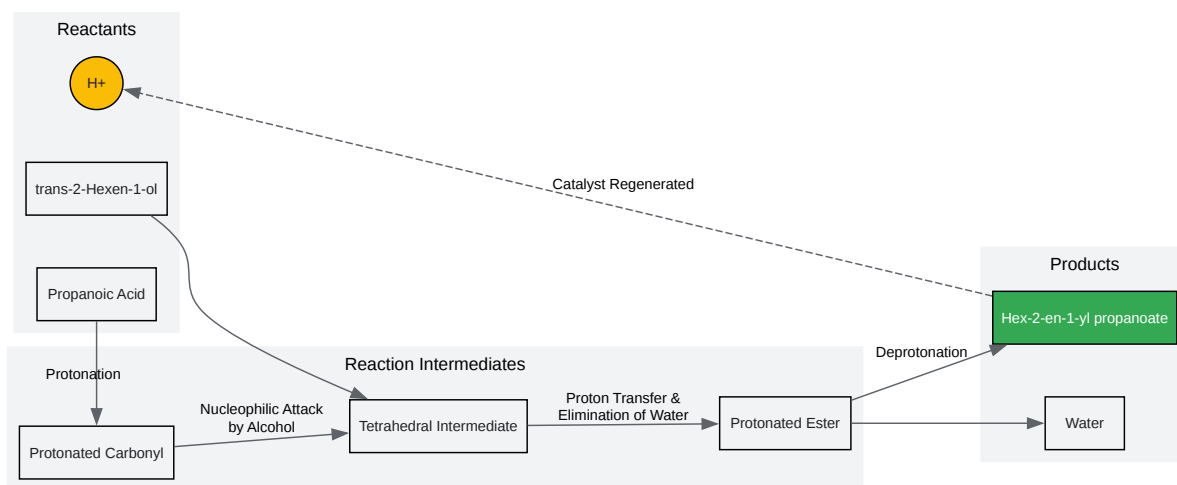 Reactants
H+
trans-2-Hexen-1-ol
Propanoic Acid
Catalyst Regenerated
Products
Hex-2-en-1-yl propanoate
Water
Protonation
Reaction Intermediates
Protonated Carbonyl
Nucleophilic Attack
by Alcohol
Tetrahedral Intermediate
Proton Transfer &
Elimination of Water
Protonated Ester
Deprotonation